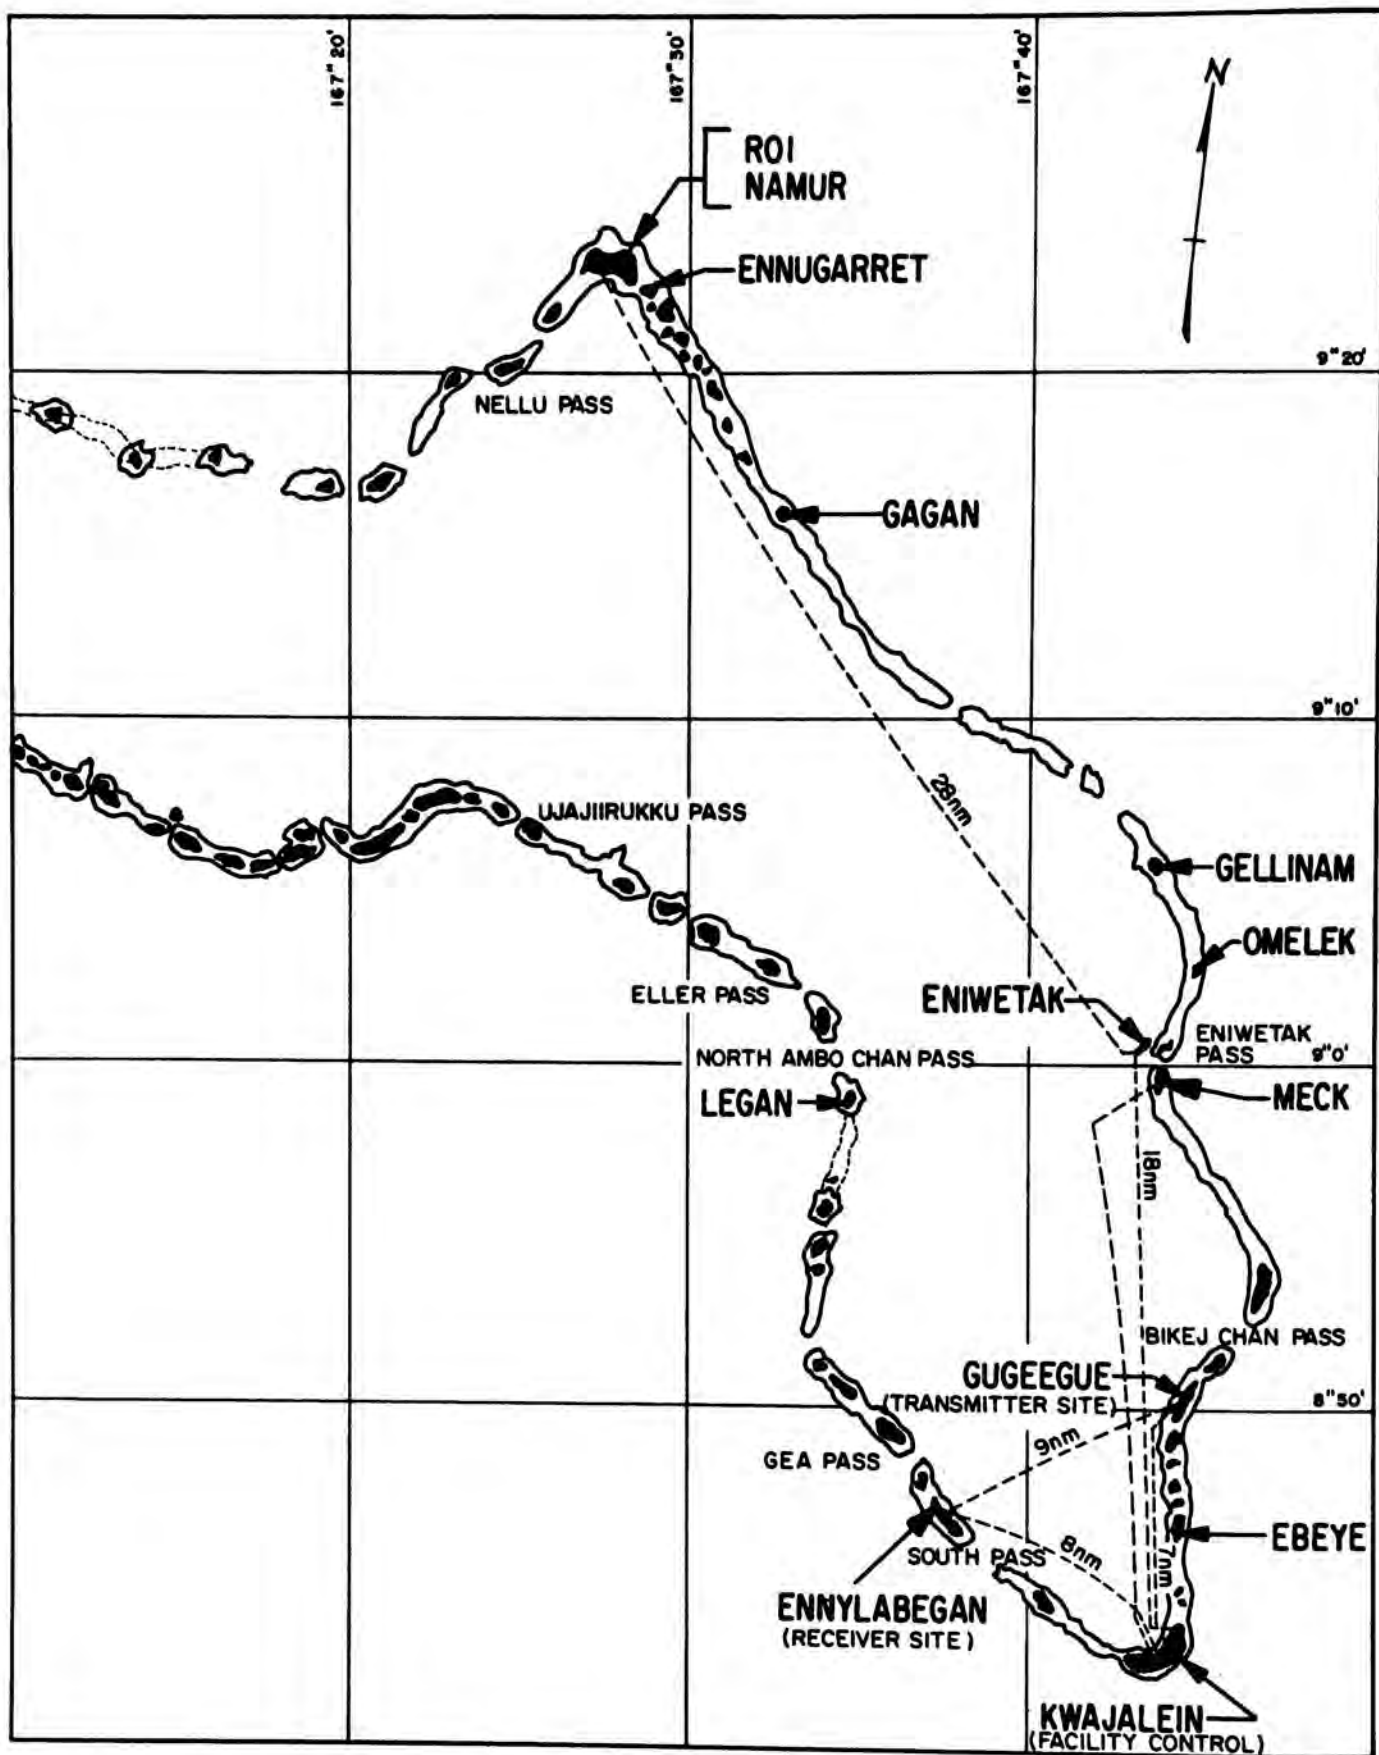 167° 20'
167° 30'
167° 40'
N
ROI
NAMUR
ENNUGARRET
9° 20'
NELLU PASS
GAGAN
9° 10'
28nm
UJAJIIRUKKU PASS
GELLINAM
OMELEK
ELLER PASS
ENIWETAK
ENIWETAK
PASS
NORTH AMBO CHAN PASS
9° 0'
LEGAN
MECK
18nm
BIKEJ CHAN PASS
GUGEEGUE
(TRANSMITTER SITE)
8° 50'
9nm
GEA PASS
EBEYE
SOUTH PASS
8nm
7nm
ENNYLABEGAN
(RECEIVER SITE)
KWAJALEIN
(FACILITY CONTROL)